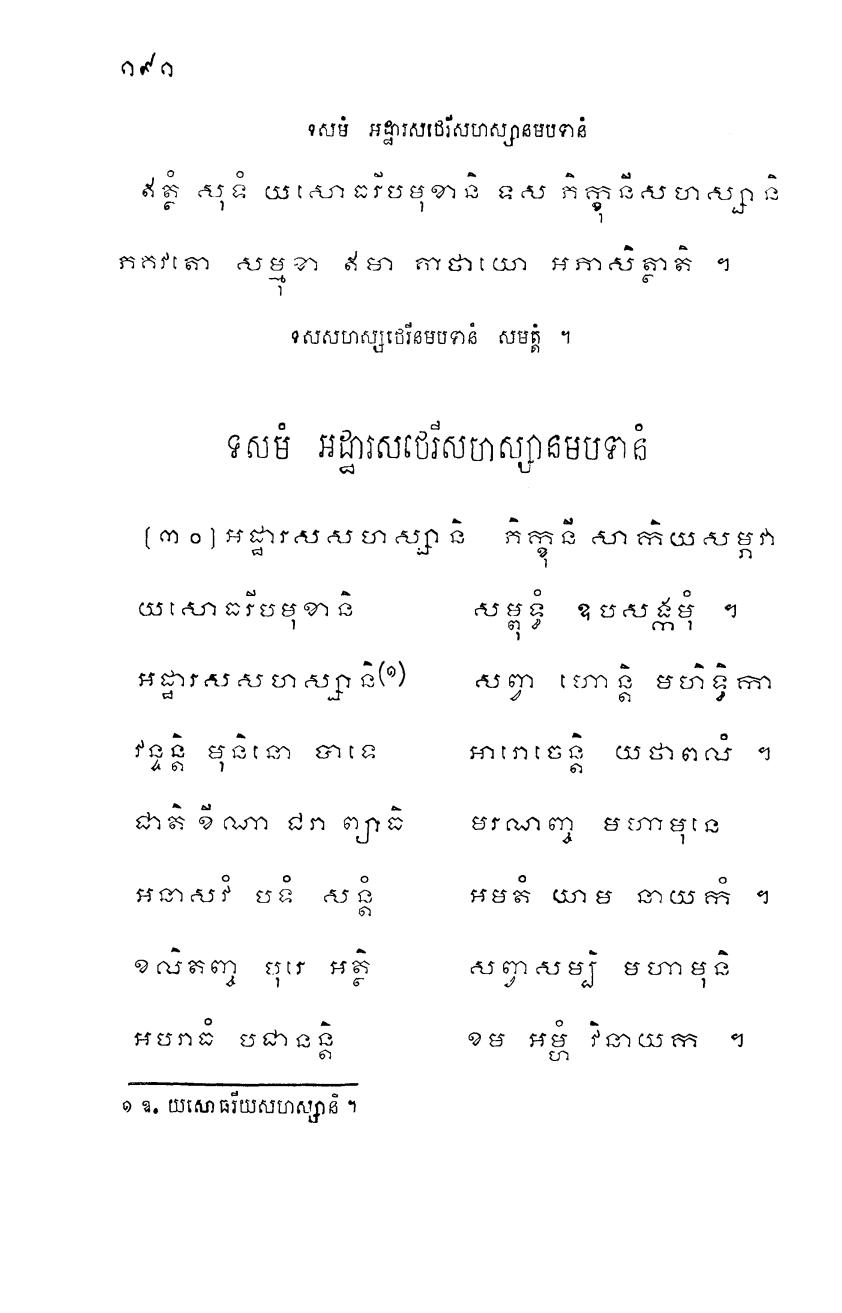 ១៩១
ទសមំ អដ្ឋារសថេរីសហស្សានមបទានំ
ឥត្ថំ សុទំ យសោធរីបមុខានិ ទស ភិក្ខុនីសហស្សានិ
ភគវតោ សម្មុខា ឥមា គាថាយោ អភាសិត្ថាតិ ។
ទសសហស្សថេរីនមបទានំ សមត្តំ ។
ទសមំ អដ្ឋារសថេរីសហស្សានមបទានំ
[៣០] អដ្ឋារសសហស្សានិ ភិក្ខុនី សាកិយសម្ភវា
យសោធរីបមុខានិ សម្ពុទ្ធំ ឧបសង្កមុំ ។
អដ្ឋារសសហស្សានិ(១) សព្វា ហោន្តិ មហិទ្ធិកា
វន្ទន្តិ មុនិនោ បាទេ អារោចេន្តិ យថាពលំ ។
ជាតិ ខីណា ជរា ព្យាធិ មរណញ្ច មហាមុនេ
អនាសវំ បទំ សន្តំ អមតំ យាម នាយកំ ។
ខលិតញ្ច បុរេ អត្ថិ សព្វាសម្បិ មហាមុនិ
អបរាធំ បជានន្តិ ខម អម្ហំ វិនាយក ។
១ ឱ. យសោធរីយសហស្សានិ ។